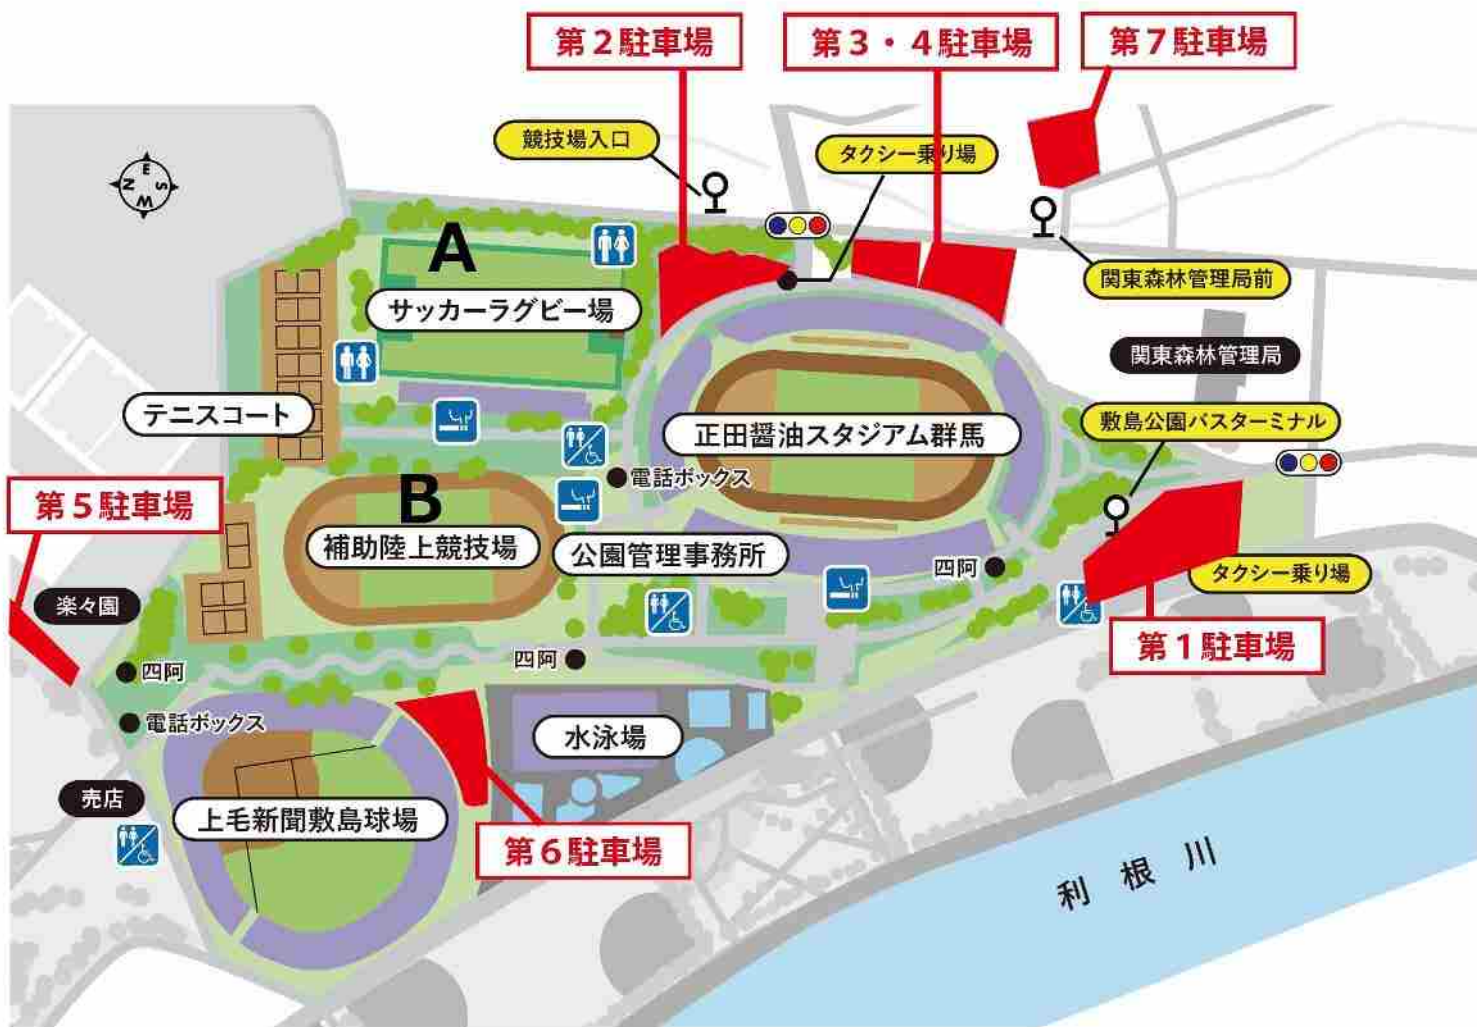 第2駐車場
第3・4駐車場
第7駐車場
競技場入口
タクシー乗り場
E
N
S
W
A
サッカーラグビー場
関東森林管理局前
関東森林管理局
テニスコート
正田醤油スタジアム群馬
敷島公園バスターミナル
電話ボックス
第5駐車場
B
補助陸上競技場
公園管理事務所
四阿
タクシー乗り場
楽々園
第1駐車場
四阿
四阿
電話ボックス
水泳場
売店
上毛新聞敷島球場
第6駐車場
利根川